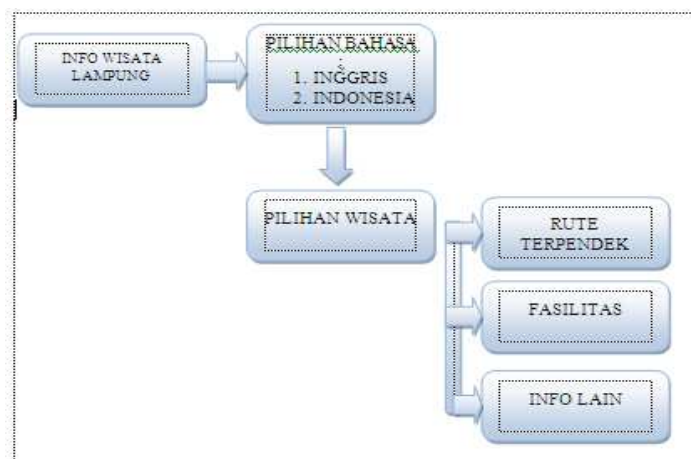 INFO WISATA
LAMPUNG
PILIHAN BAHASA
:
1. INGGRIS
2. INDONESIA
PILIHAN WISATA
RUTE
TERPENDEK
FASILITAS
INFO LAIN